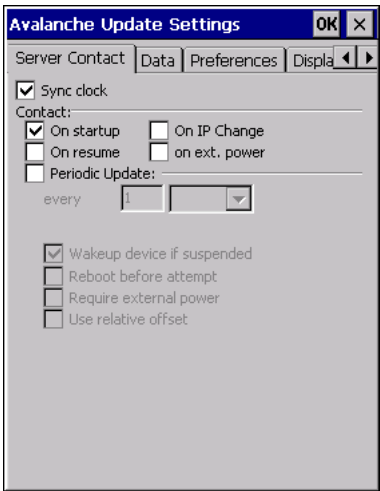 Avalanche Update Settings OK
Server Contact Data Preferences Displa
Sync clock
Contact:
On startup On IP Change
On resume on ext. power
Periodic Update:
every 1
Wakeup device if suspended
Reboot before attempt
Require external power
Use relative offset